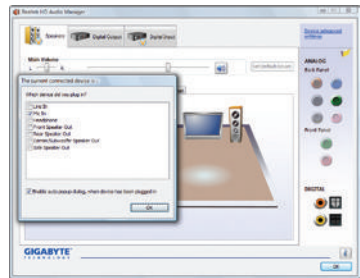 Realtek HD Audio Manager
Speakers
Digital Output
Digital Input
Device advanced
settings
Main Volume
L
R
Set Default Device
ANALOG
Back Panel
The current connected device is :
Which device did you plug in?
Line In
Mic In
Headphone
Front Speaker Out
Rear Speaker Out
Center/Subwoofer Speaker Out
Side Speaker Out
Enable auto popup dialog, when device has been plugged in
OK
Front Panel
DIGITAL
GIGABYTE
TECHNOLOGY
OK